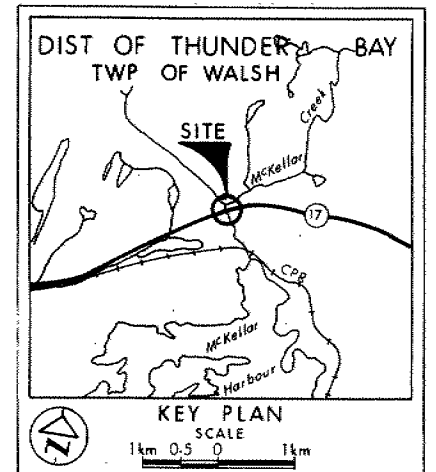 DIST OF THUNDER BAY
TWP OF WALSH
SITE
McKellar Creek
17
CPR
McKellar
Harbour
N
KEY PLAN
SCALE
1km 0.5 0 1km